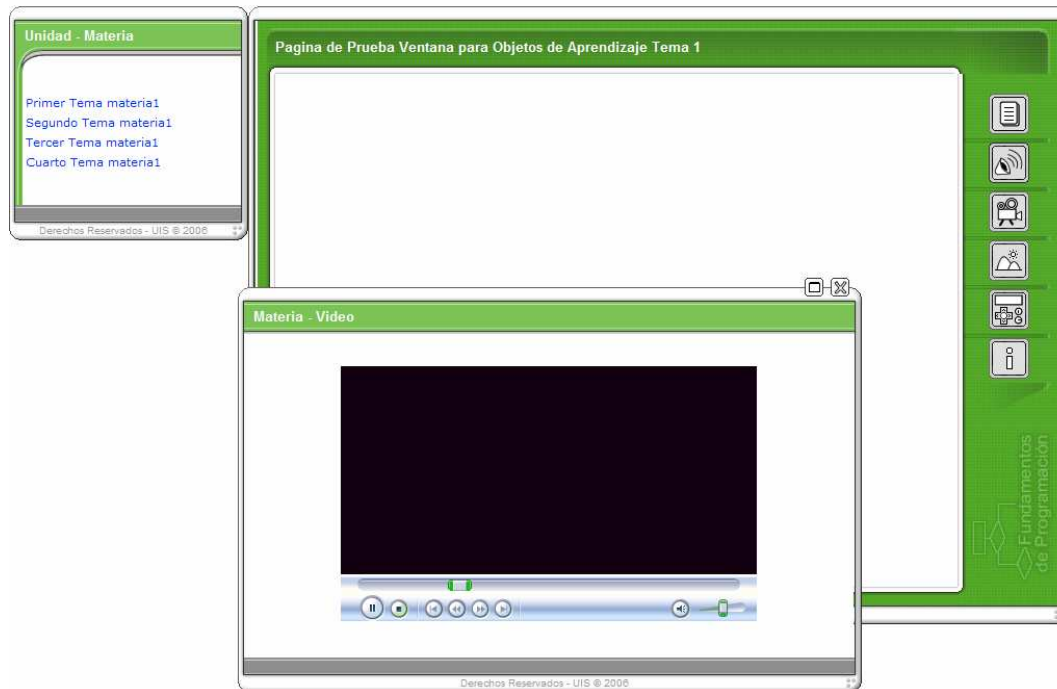 Unidad - Materia
Primer Tema materia1
Segundo Tema materia1
Tercer Tema materia1
Cuarto Tema materia1
Derechos Reservados - UIS © 2006
Pagina de Prueba Ventana para Objetos de Aprendizaje Tema 1
Fundamentos
de Programación
Materia - Video
Derechos Reservados - UIS © 2006